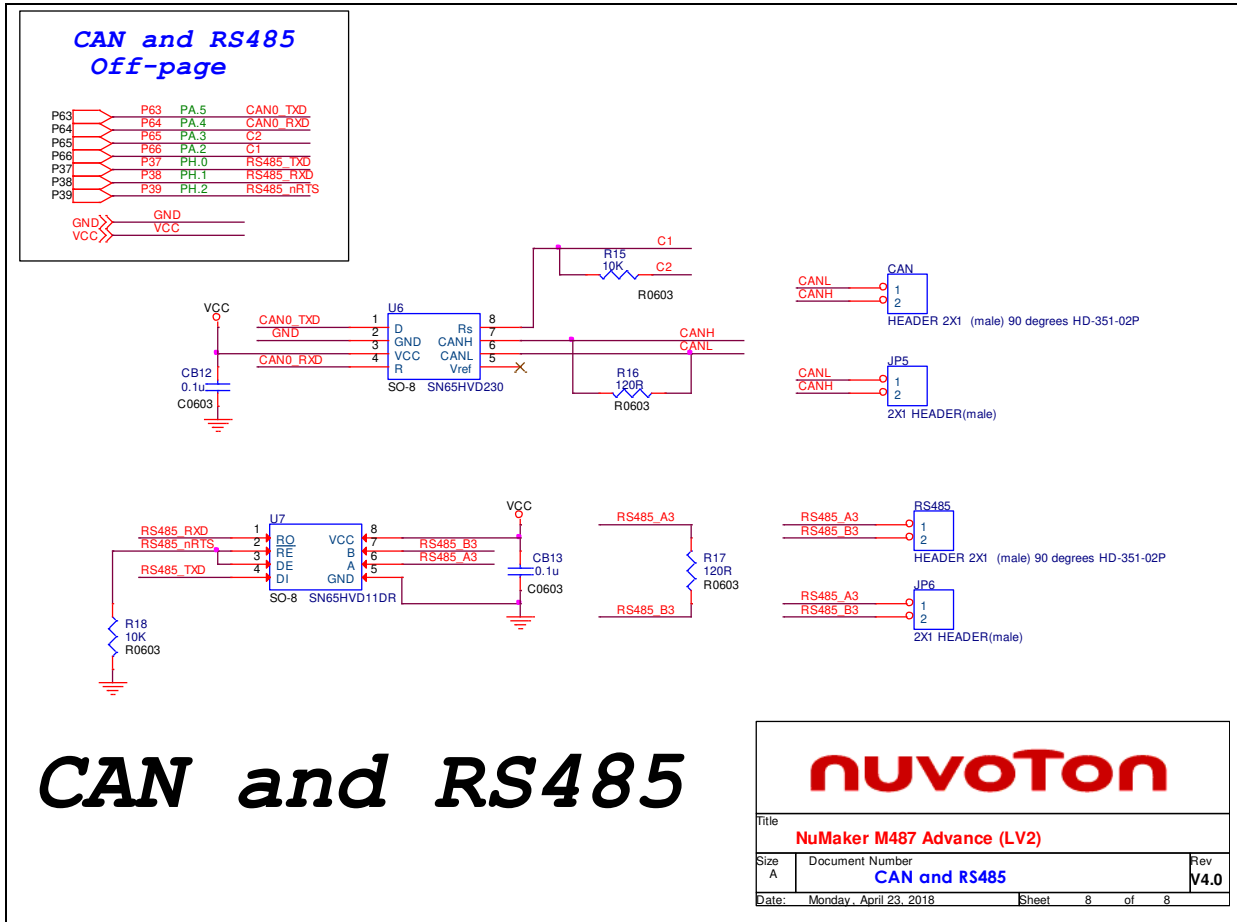 CAN and RS485
Off-page
P63 P63 PA.5 CAN0_TXD
P64 P64 PA.4 CAN0_RXD
P65 P65 PA.3 C2
P66 P66 PA.2 C1
P37 P37 PH.0 RS485_TXD
P38 P38 PH.1 RS485_RXD
P39 P39 PH.2 RS485_nRTS
GND GND
VCC VCC
C1
R15
10K
C2
R0603
VCC
U6
CAN0_TXD 1 D Rs 8
GND 2 GND CANH 7 CANH
3 VCC CANL 6 CANL
CAN0_RXD 4 R Vref 5
SO-8 SN65HVD230
CB12
0.1u
C0603
R16
120R
R0603
CAN
CANL 1
CANH 2
HEADER 2X1 (male) 90 degrees HD-351-02P
JP5
CANL 1
CANH 2
2X1 HEADER(male)
U7
RS485_RXD 1 RO VCC 8
RS485_nRTS 2 RE B 7 RS485_B3
3 DE A 6 RS485_A3
RS485_TXD 4 DI GND 5
SO-8 SN65HVD11DR
VCC
CB13
0.1u
C0603
R18
10K
R0603
RS485_A3
R17
120R
R0603
RS485_B3
RS485
RS485_A3 1
RS485_B3 2
HEADER 2X1 (male) 90 degrees HD-351-02P
JP6
RS485_A3 1
RS485_B3 2
2X1 HEADER(male)
CAN and RS485
nuvoTon
Title
NuMaker M487 Advance (LV2)
Size Document Number Rev
A CAN and RS485 V4.0
Date: Monday, April 23, 2018 Sheet 8 of 8